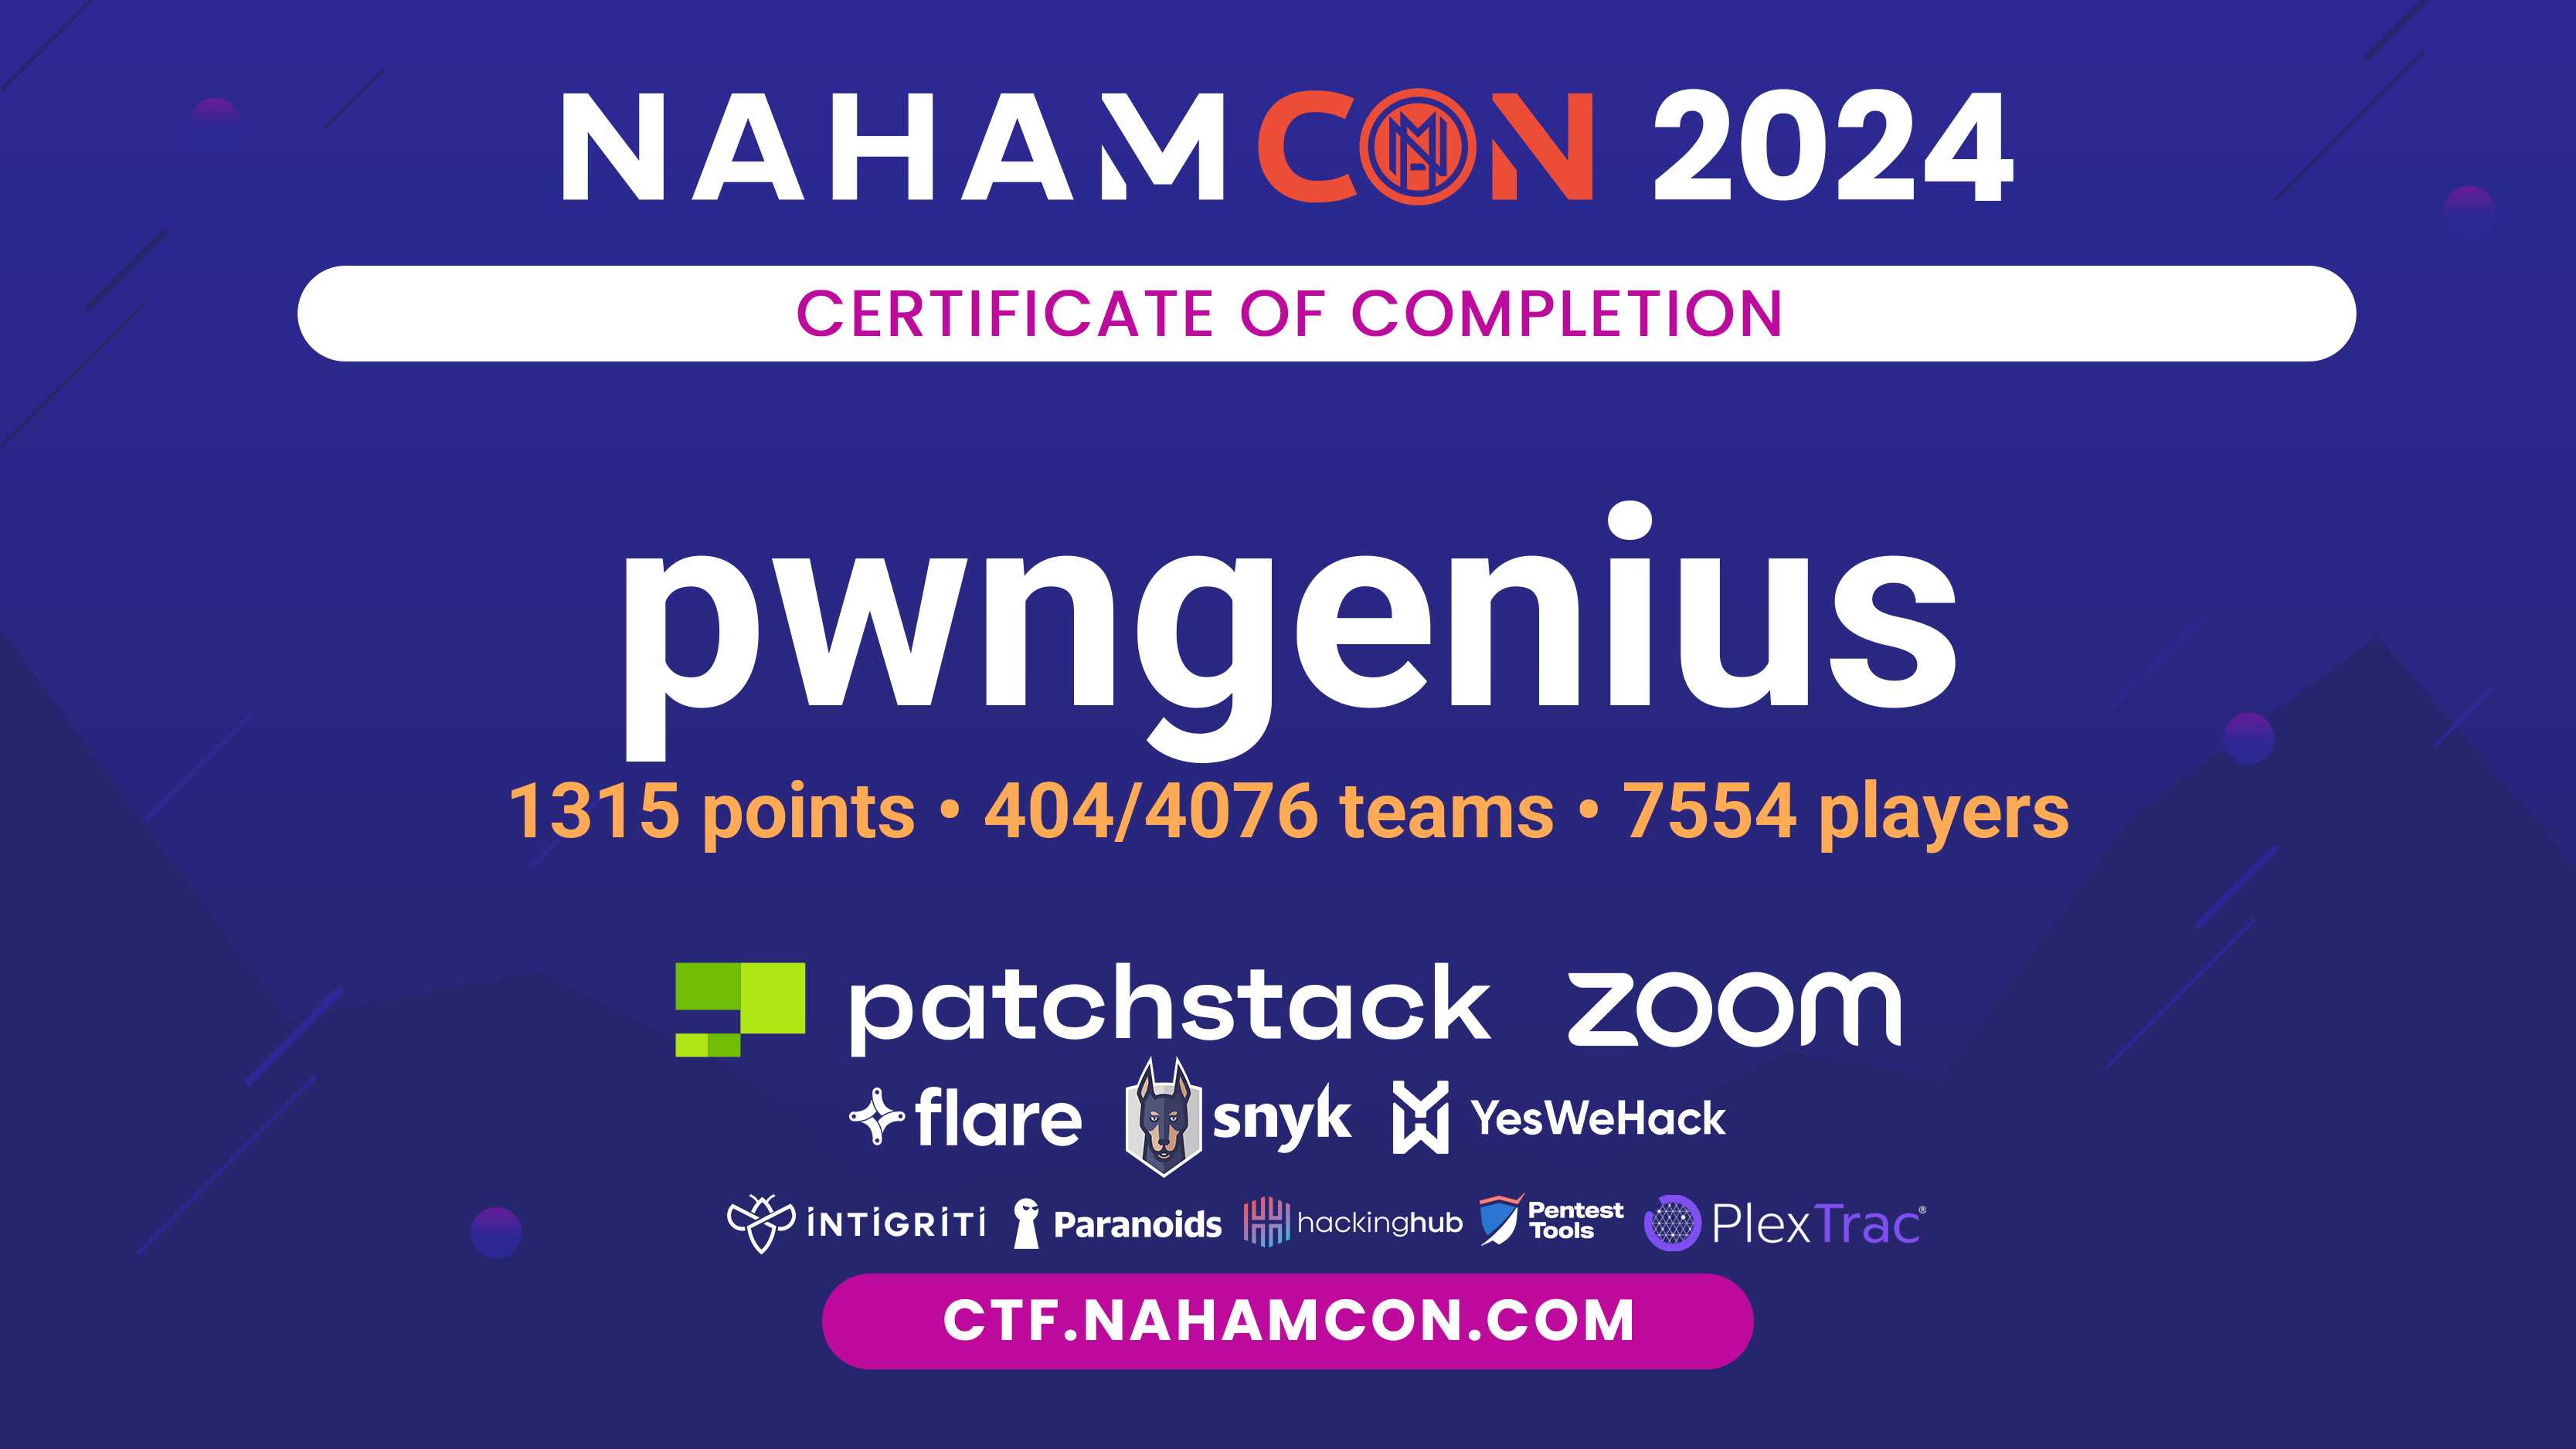 NAHAMCON 2024
CERTIFICATE OF COMPLETION
pwngenius
1315 points • 404/4076 teams • 7554 players
patchstack zoom
flare snyk YesWeHack
INTIGRITI Paranoids hackinghub Pentest Tools PlexTrac®
CTF.NAHAMCON.COM